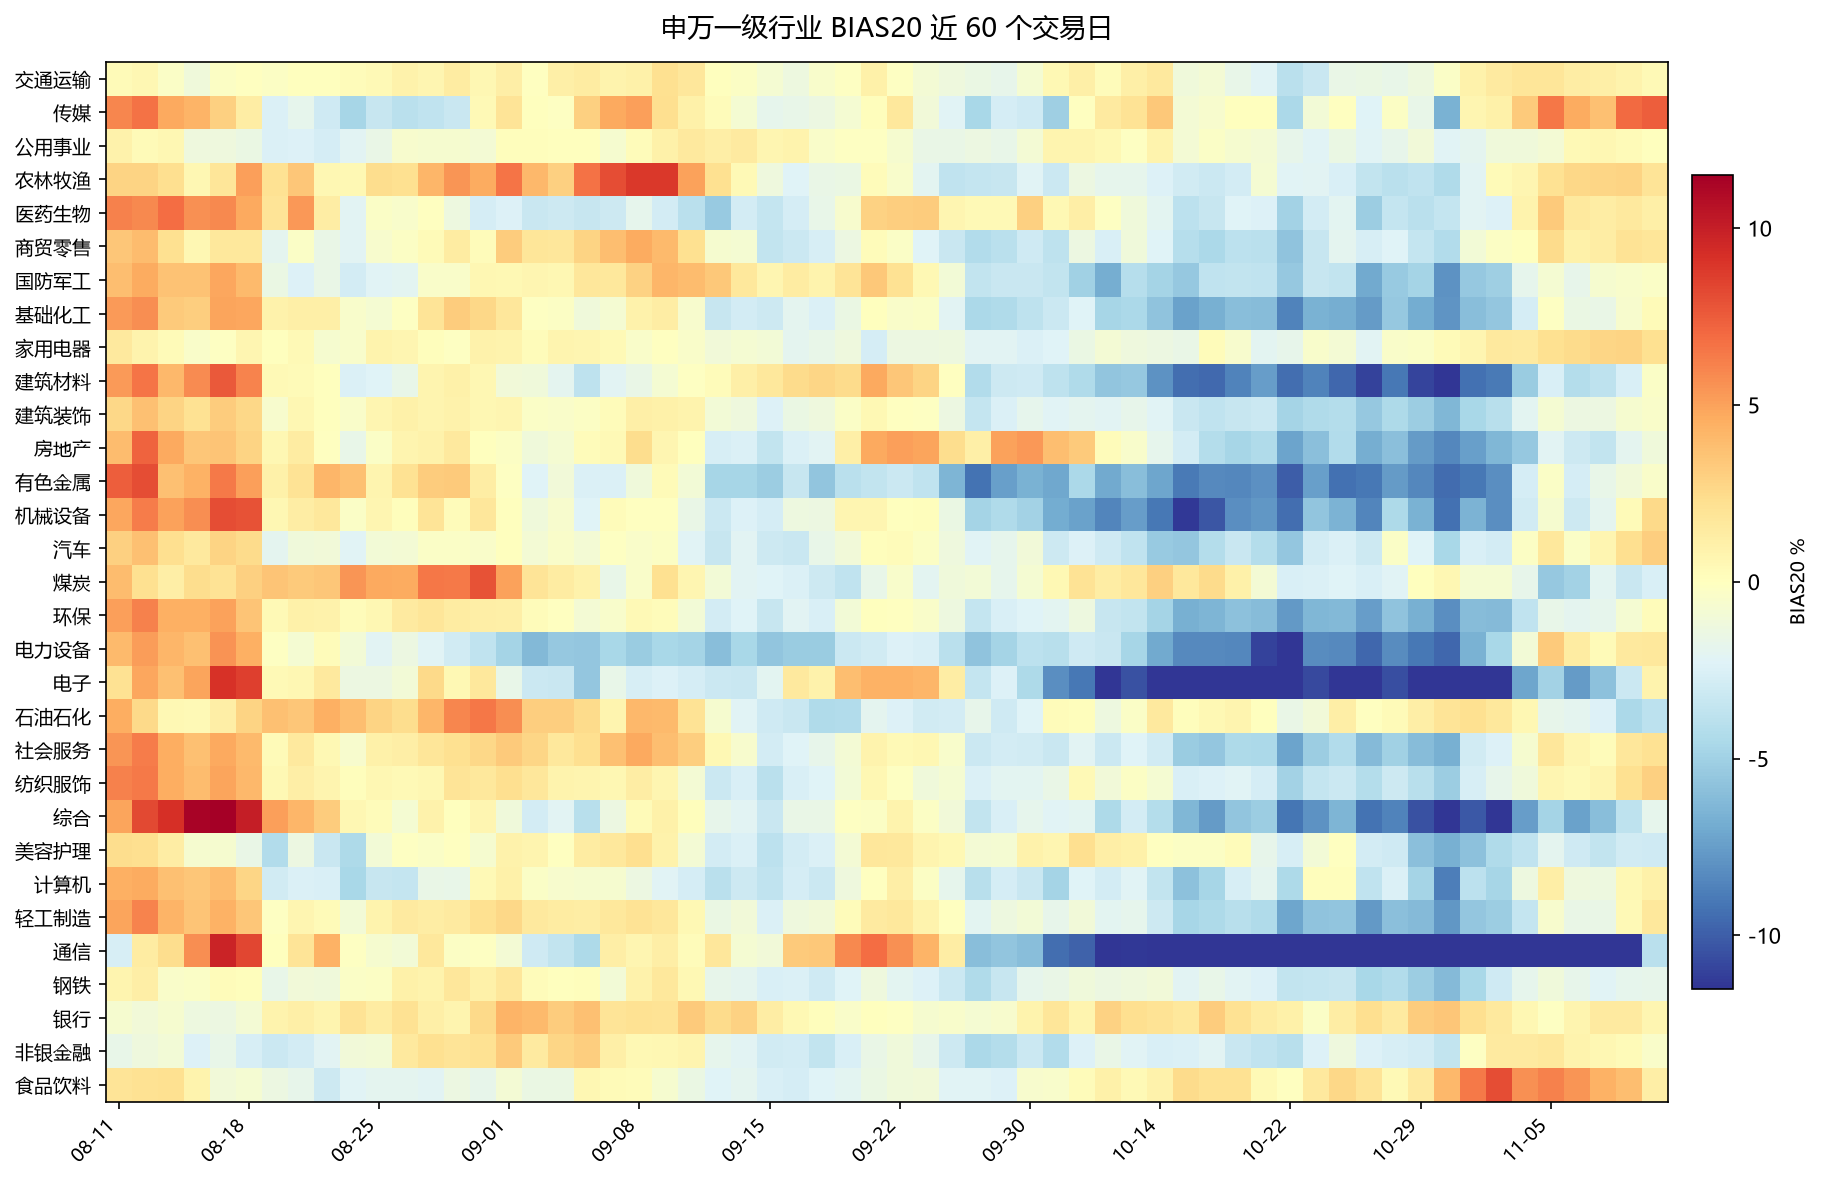 申万一级行业 BIAS20 近 60 个交易日
交通运输
传媒
公用事业
农林牧渔
医药生物
商贸零售
国防军工
基础化工
家用电器
建筑材料
建筑装饰
房地产
有色金属
机械设备
汽车
煤炭
环保
电力设备
电子
石油石化
社会服务
纺织服饰
综合
美容护理
计算机
轻工制造
通信
钢铁
银行
非银金融
食品饮料
08-11
08-18
08-25
09-01
09-08
09-15
09-22
09-30
10-14
10-22
10-29
11-05
10
5
0
-5
-10
BIAS20 %